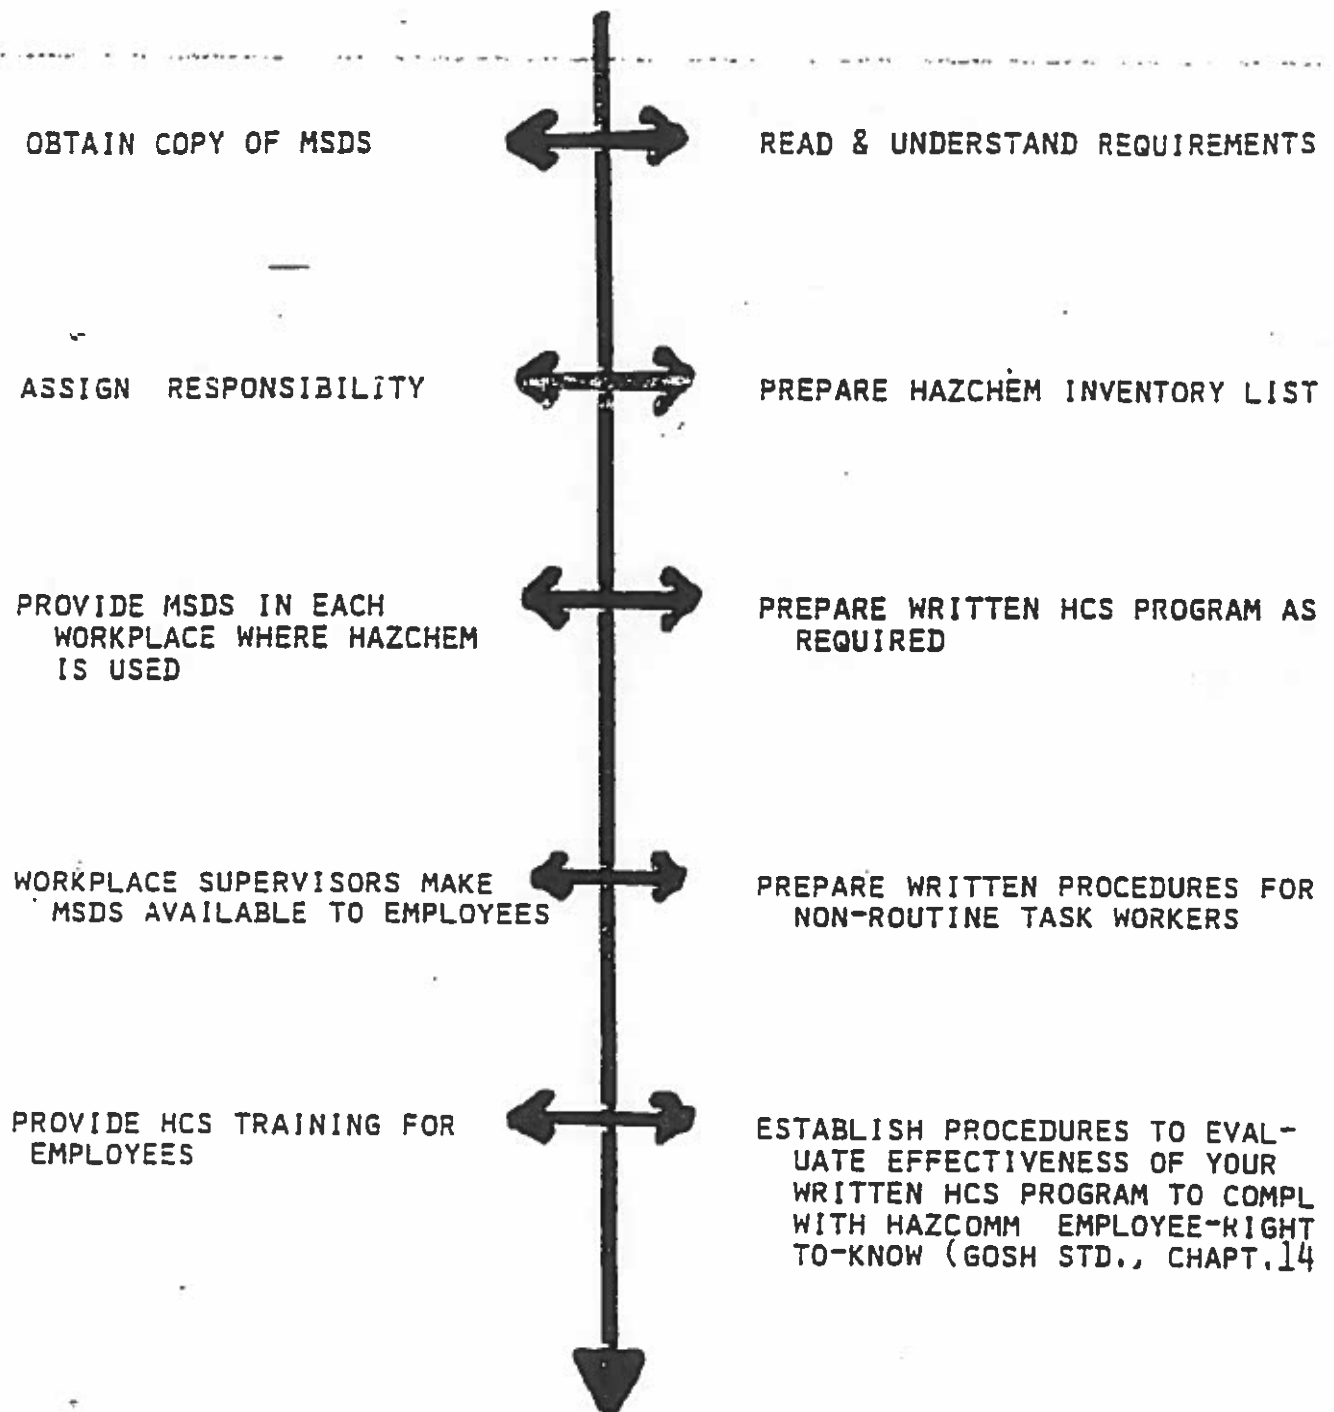 OBTAIN COPY OF MSDS
READ & UNDERSTAND REQUIREMENTS
ASSIGN RESPONSIBILITY
PREPARE HAZCHEM INVENTORY LIST
PROVIDE MSDS IN EACH
WORKPLACE WHERE HAZCHEM
IS USED
PREPARE WRITTEN HCS PROGRAM AS
REQUIRED
WORKPLACE SUPERVISORS MAKE
MSDS AVAILABLE TO EMPLOYEES
PREPARE WRITTEN PROCEDURES FOR
NON-ROUTINE TASK WORKERS
PROVIDE HCS TRAINING FOR
EMPLOYEES
ESTABLISH PROCEDURES TO EVAL-
UATE EFFECTIVENESS OF YOUR
WRITTEN HCS PROGRAM TO COMPL
WITH HAZCOMM EMPLOYEE-RIGHT
TO-KNOW (GOSH STD., CHAPT.14